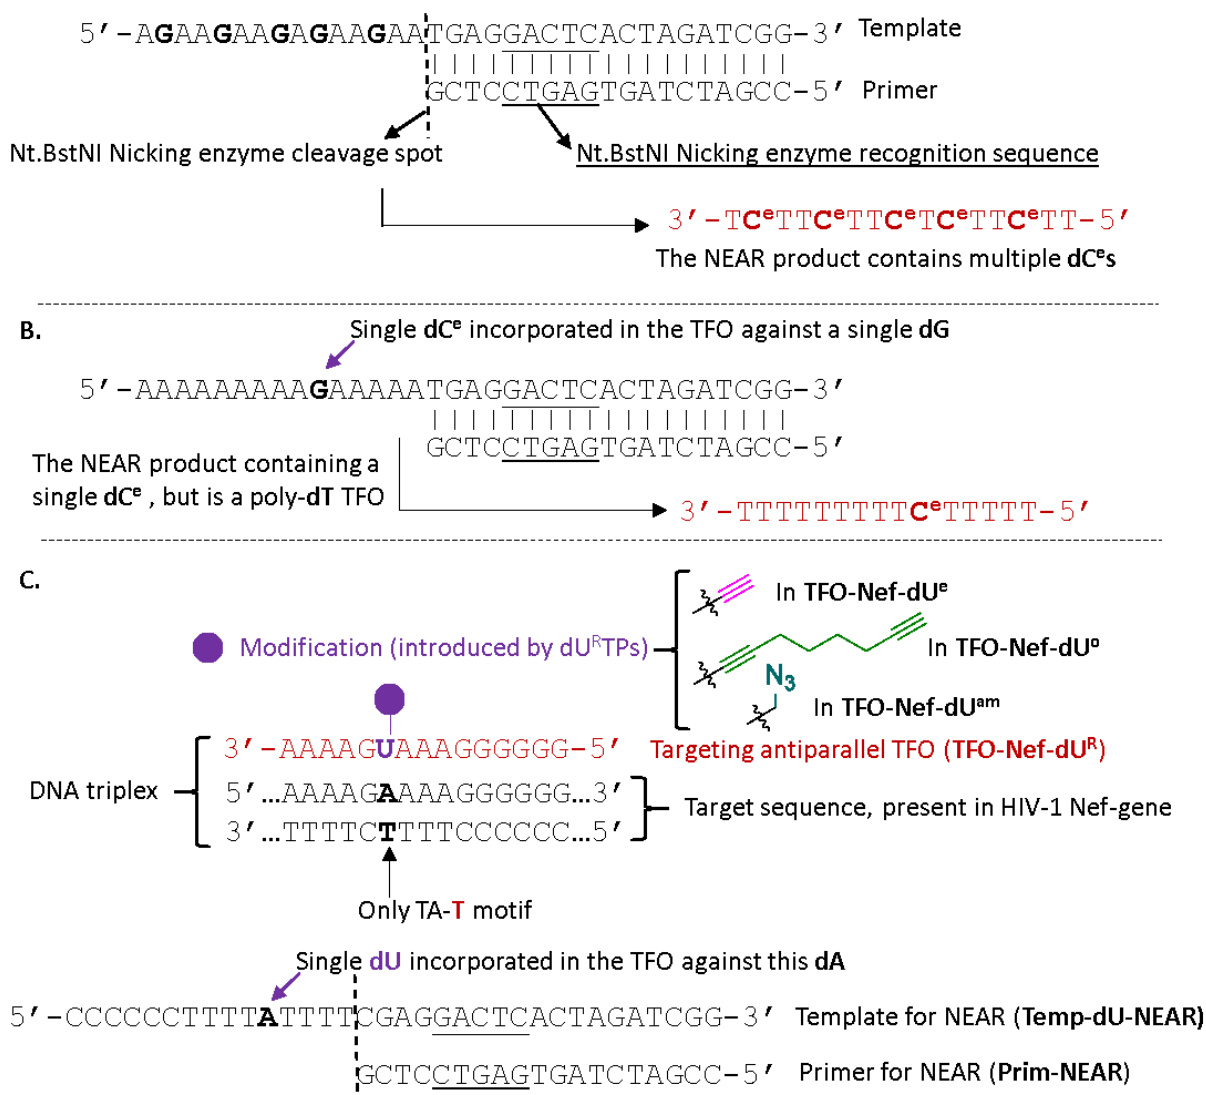 5’-AGAAGAAGAGAAGAATGAGGACTCACTAGATCGG-3’ Template
GCTCCTGAGTGATCTAGCC-5’ Primer
Nt.BstNI Nicking enzyme cleavage spot
Nt.BstNI Nicking enzyme recognition sequence
3’-TCᵉTTCᵉTTCᵉTCᵉTTCᵉTT-5’
The NEAR product contains multiple dCᵉs
B.
Single dCᵉ incorporated in the TFO against a single dG
5’-AAAAAAAAAGAAAAATGAGGACTCACTAGATCGG-3’
GCTCCTGAGTGATCTAGCC-5’
The NEAR product containing a
single dCᵉ , but is a poly-dT TFO
3’-TTTTTTTTTCᵉTTTTT-5’
C.
In TFO-Nef-dUᵉ
Modification (introduced by dUᴿTPs)
In TFO-Nef-dUᵒ
N₃
In TFO-Nef-dUᵃᵐ
3’-AAAAGUAAAGGGGGG-5’ Targeting antiparallel TFO (TFO-Nef-dUᴿ)
DNA triplex
5’…AAAAGAAAAGGGGGG…3’
Target sequence, present in HIV-1 Nef-gene
3’…TTTTCTTTTCCCCCC…5’
Only TA-T motif
Single dU incorporated in the TFO against this dA
5’-CCCCCCTTTTATTTTCGAGGACTCACTAGATCGG-3’ Template for NEAR (Temp-dU-NEAR)
GCTCCTGAGTGATCTAGCC-5’ Primer for NEAR (Prim-NEAR)